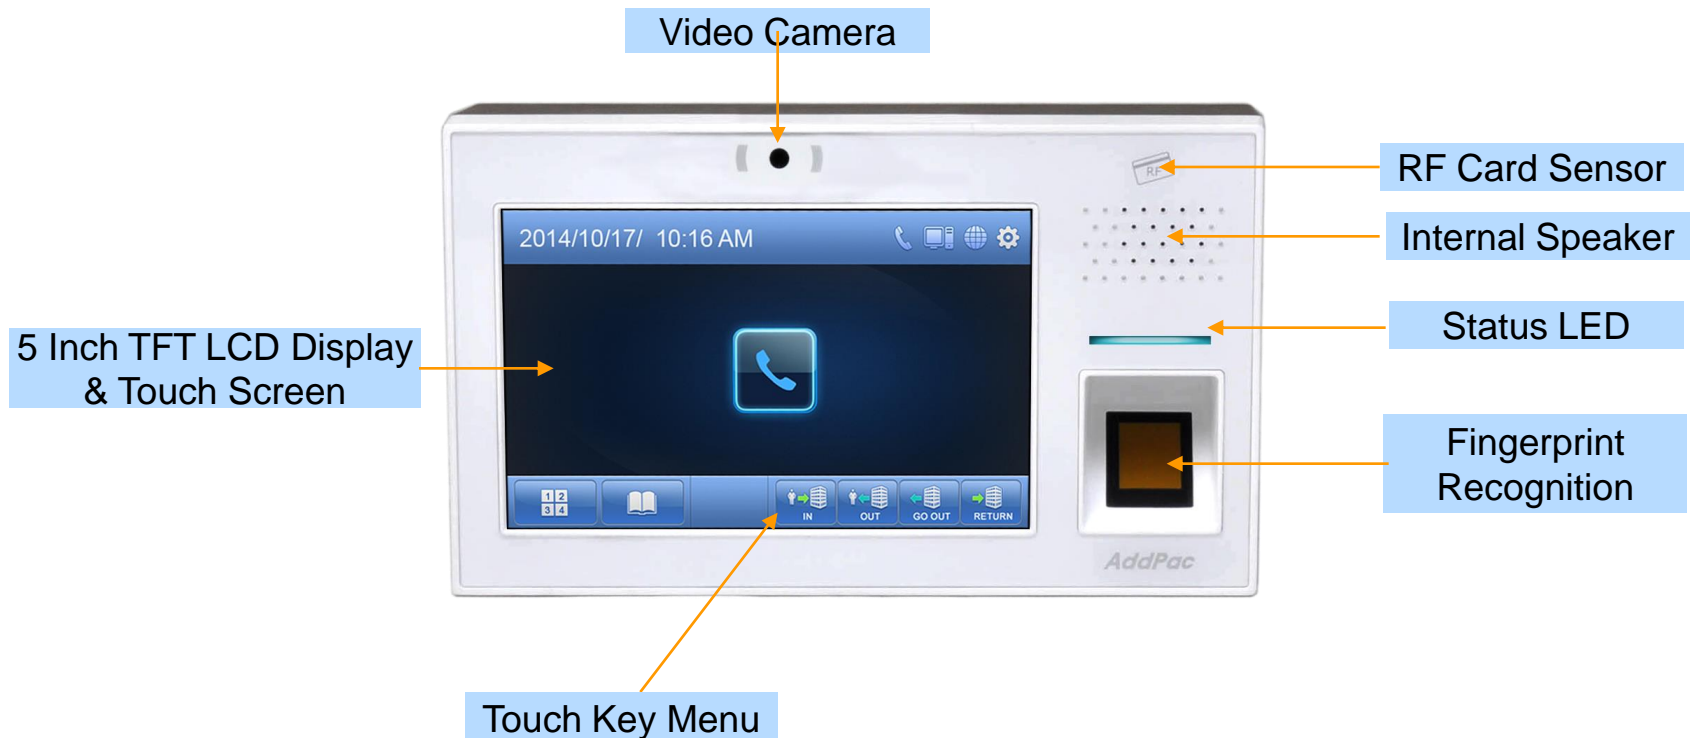 Video Camera
RF Card Sensor
RF
Internal Speaker
2014/10/17/ 10:16 AM
Status LED
5 Inch TFT LCD Display
& Touch Screen
Fingerprint
Recognition
1 2
3 4
IN
OUT
GO OUT
RETURN
AddPac
Touch Key Menu